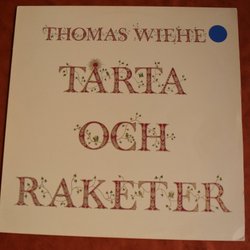 THOMAS WIEHE
TÅRTA
OCH
RAKETER